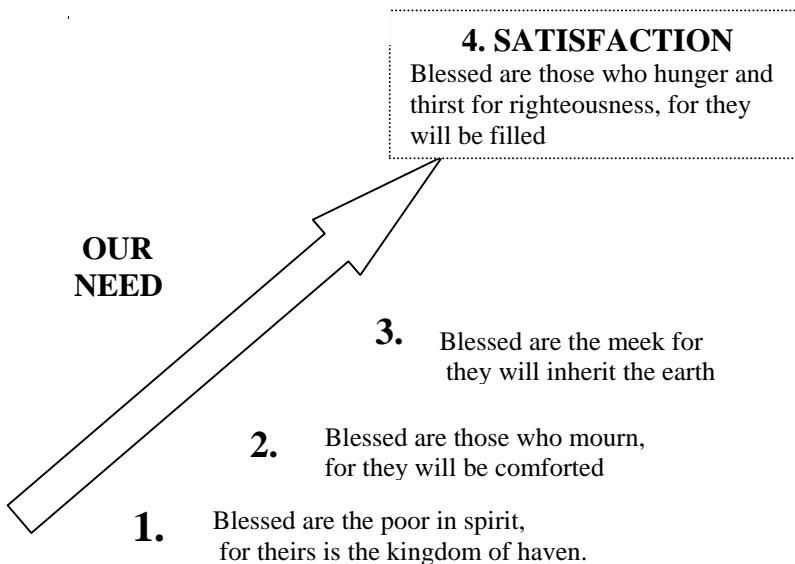 4. SATISFACTION
Blessed are those who hunger and
thirst for righteousness, for they
will be filled
OUR
NEED
3. Blessed are the meek for
they will inherit the earth
2. Blessed are those who mourn,
for they will be comforted
1. Blessed are the poor in spirit,
for theirs is the kingdom of haven.